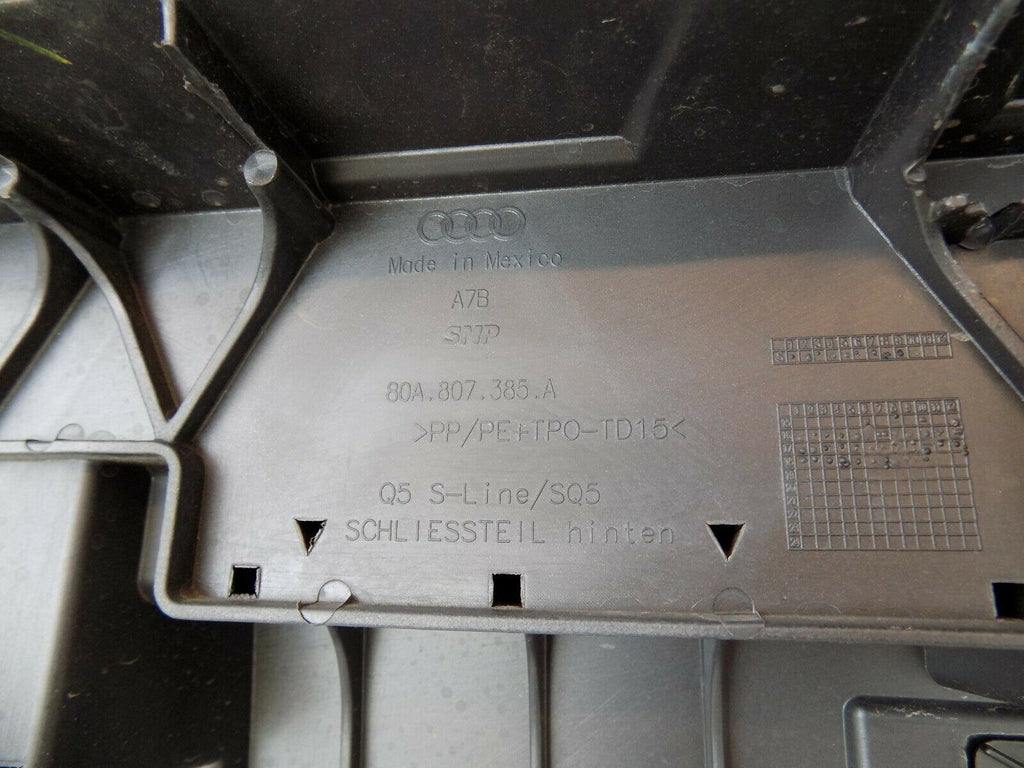 Made in Mexico
A7B
SMP
80A.807.385.A
>PP/PE+TPO-TD15<
Q5 S-Line/SQ5
SCHLIESSTEIL hinten